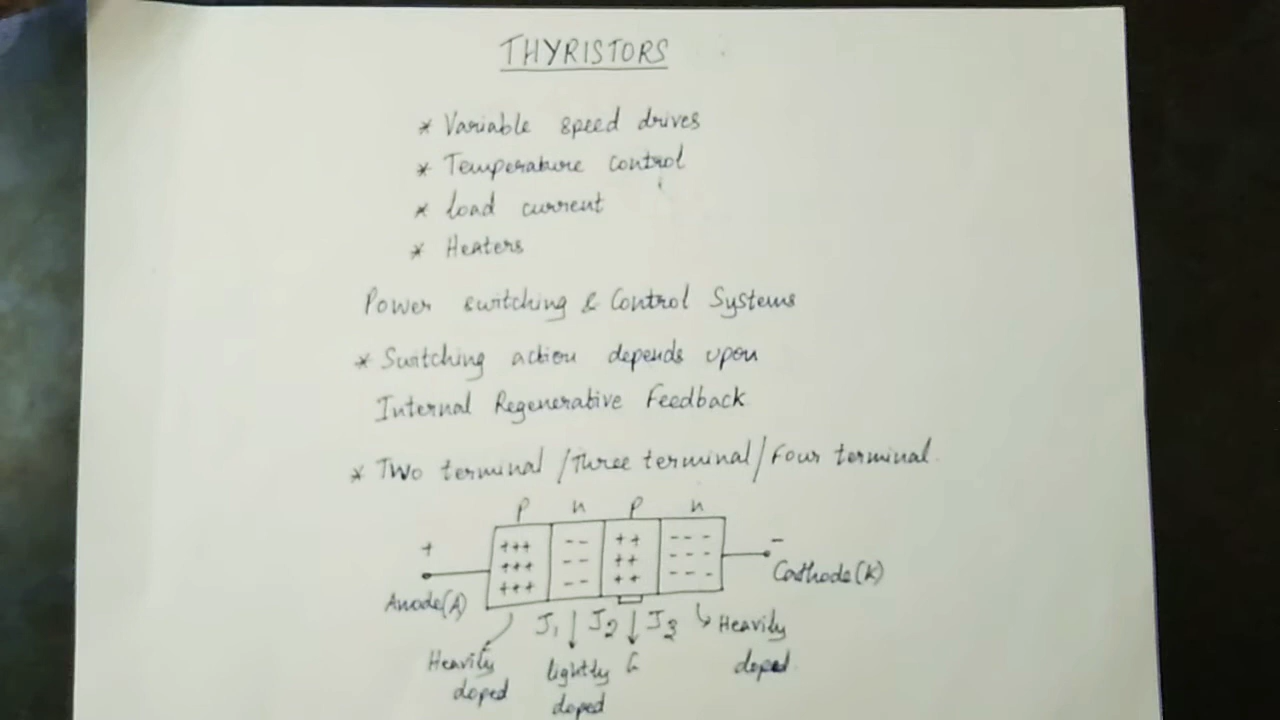 THYRISTORS
* Variable speed drives
* Temperature control
* load current
* Heaters
Power switching & Control Systems
* Switching action depends upon
Internal Regenerative Feedback
* Two terminal /Three terminal/Four terminal.
P n P n
+ +++ -- ++ --- -
+++ -- ++ ---
+++ -- ++ ---
Anode(A) Cathode(K)
J1 J2 J3 Heavily
doped
Heavily
doped
lightly
doped
G